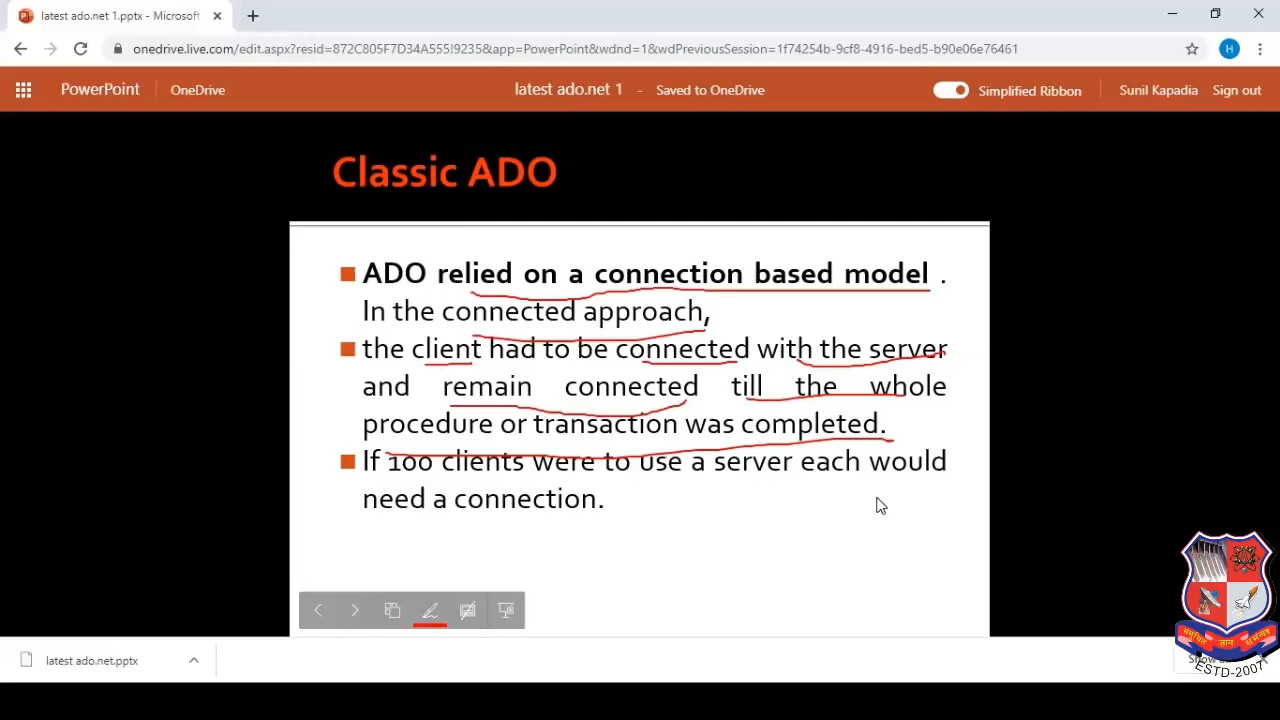 latest ado.net 1.pptx - Microsoft
onedrive.live.com/edit.aspx?resid=872C805F7D34A555!9235&app=PowerPoint&wdnd=1&wdPreviousSession=1f74254b-9cf8-4916-bed5-b90e06e76461
H
PowerPoint OneDrive latest ado.net 1 - Saved to OneDrive Simplified Ribbon Sunil Kapadia Sign out
Classic ADO
ADO relied on a connection based model .
In the connected approach,
the client had to be connected with the server
and remain connected till the whole
procedure or transaction was completed.
If 100 clients were to use a server each would
need a connection.
latest ado.net.pptx
ESTD-2007